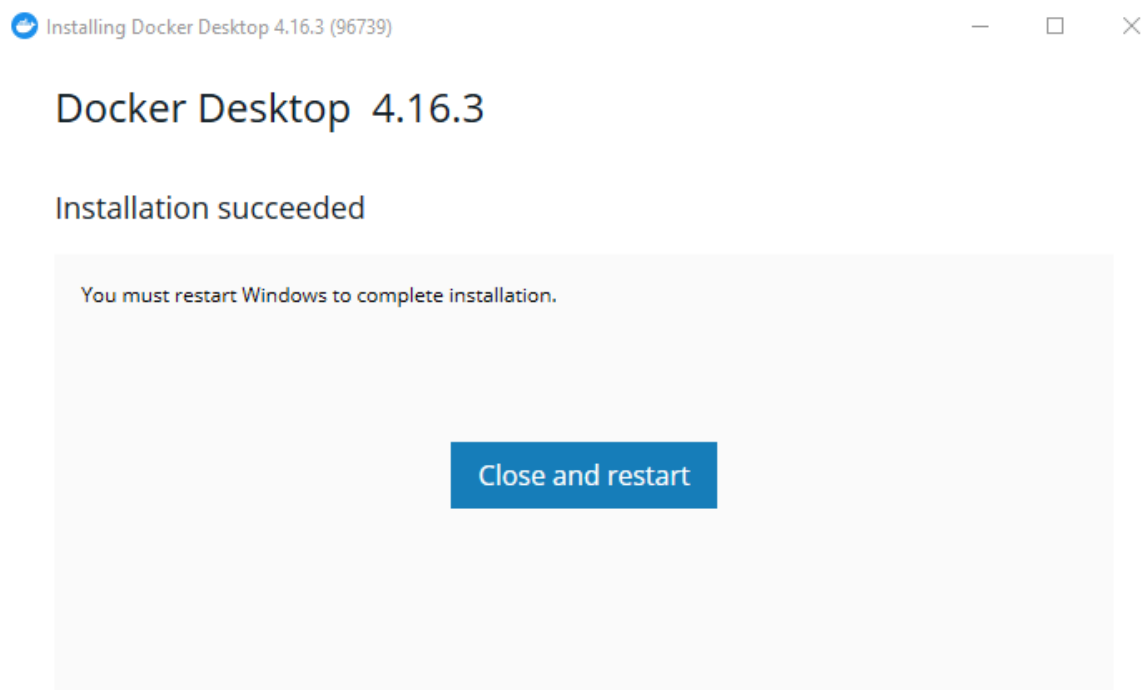 Installing Docker Desktop 4.16.3 (96739)
Docker Desktop 4.16.3
Installation succeeded
You must restart Windows to complete installation.
Close and restart